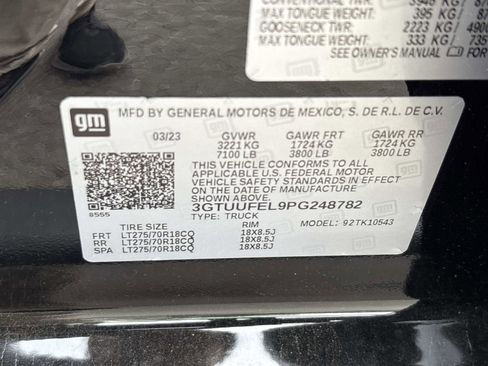 CONVENTIONAL TWR
MAX TONGUE WEIGHT: 395 KG/
GOOSENECK TWR: 2223 KG/ 4900
MAX TONGUE WEIGHT: 333 KG/ 735
SEE OWNER'S MANUAL FOR
gm
MFD BY GENERAL MOTORS DE MEXICO, S. DE R.L. DE C.V.
03/23 GVWR GAWR FRT GAWR RR
3221 KG 1724 KG 1724 KG
7100 LB 3800 LB 3800 LB
THIS VEHICLE CONFORMS TO ALL APPLICABLE
U.S. FEDERAL MOTOR
VEHICLE SAFETY STANDARDS IN EFFECT ON
THE DATE OF MANUFACTURE SHOWN ABOVE.
3GTUUFEL9PG248782
8555
TYPE: TRUCK MODEL: 92TK10543
TIRE SIZE RIM
FRT LT275/70R18CQ 18X8.5J
RR LT275/70R18CQ 18X8.5J
SPA LT275/70R18CQ 18X8.5J